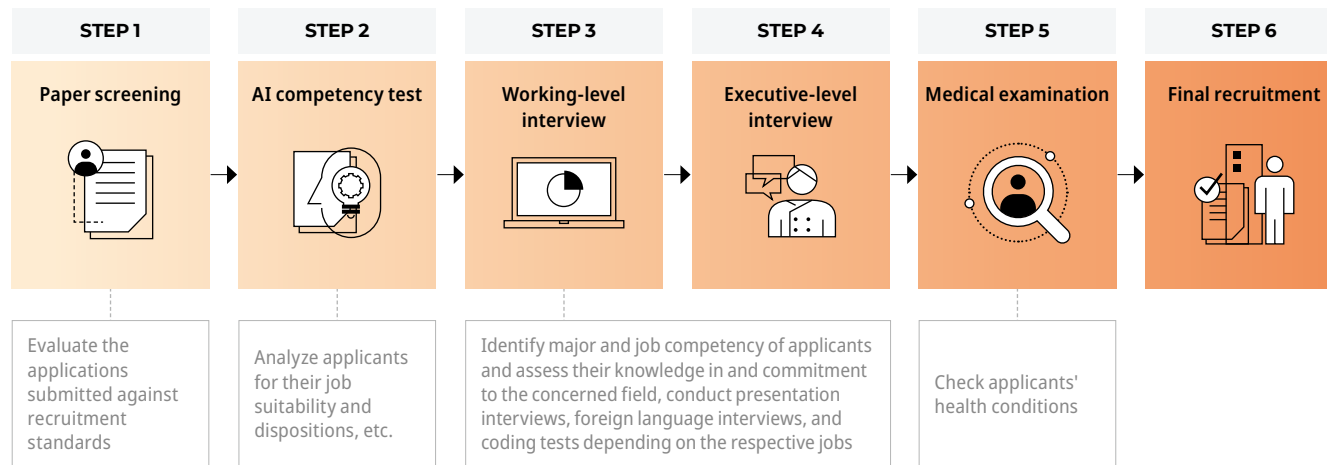 STEP 1
STEP 2
STEP 3
STEP 4
STEP 5
STEP 6
Paper screening
AI competency test
Working-level
interview
Executive-level
interview
Medical examination
Final recruitment
Evaluate the
applications
submitted against
recruitment
standards
Analyze applicants
for their job
suitability and
dispositions, etc.
Identify major and job competency of applicants
and assess their knowledge in and commitment
to the concerned field, conduct presentation
interviews, foreign language interviews, and
coding tests depending on the respective jobs
Check applicants'
health conditions